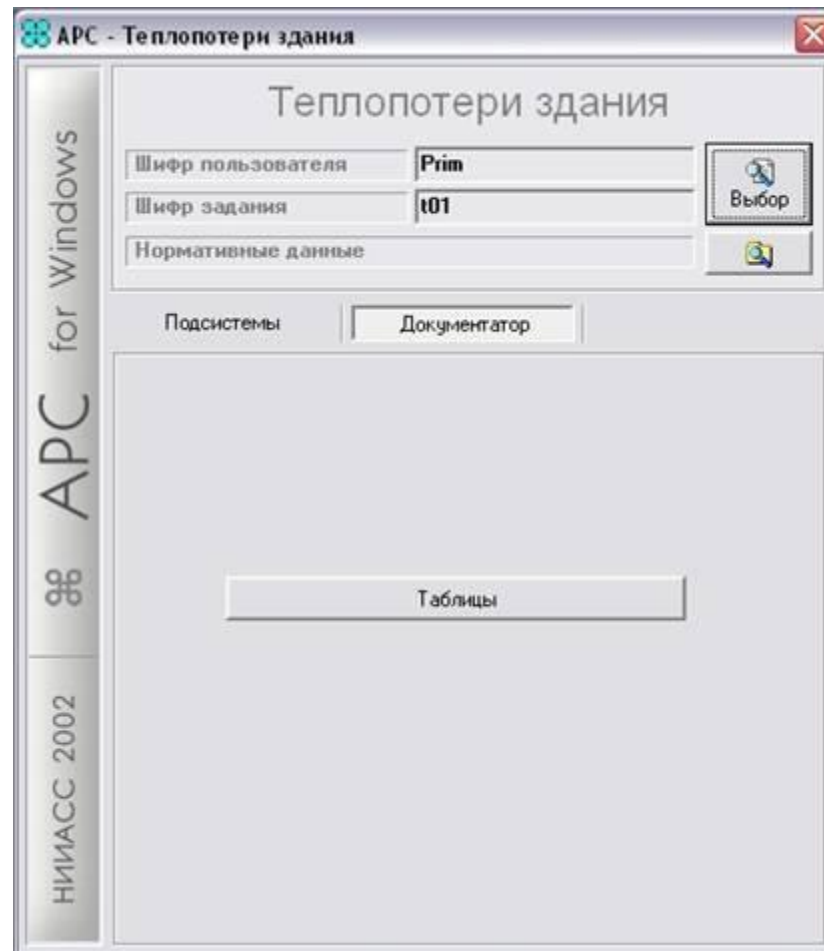 АРС - Теплопотери здания
Теплопотери здания
Шифр пользователя Prim
Выбор
Шифр задания t01
Нормативные данные
Подсистемы Документатор
Таблицы
НИИАСС 2002 ⌘ АРС for Windows